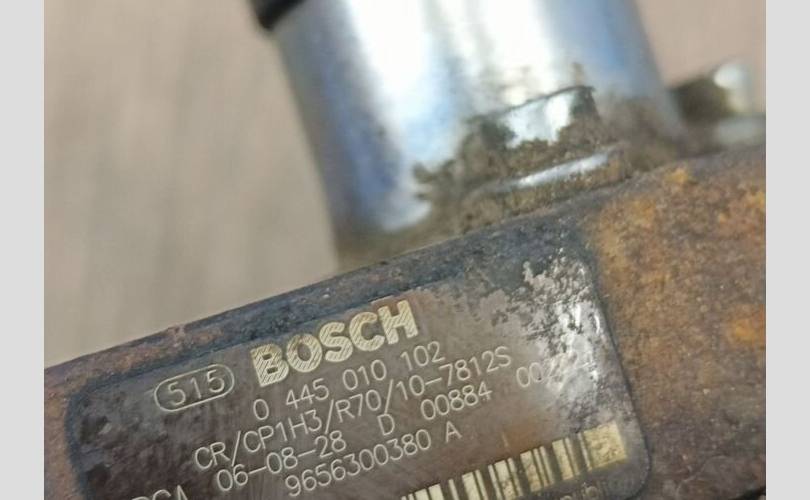 515 BOSCH
0 445 010 102
CR/CP1H3/R70/10-7812S
06-08-28 D 00884
9656300380 A